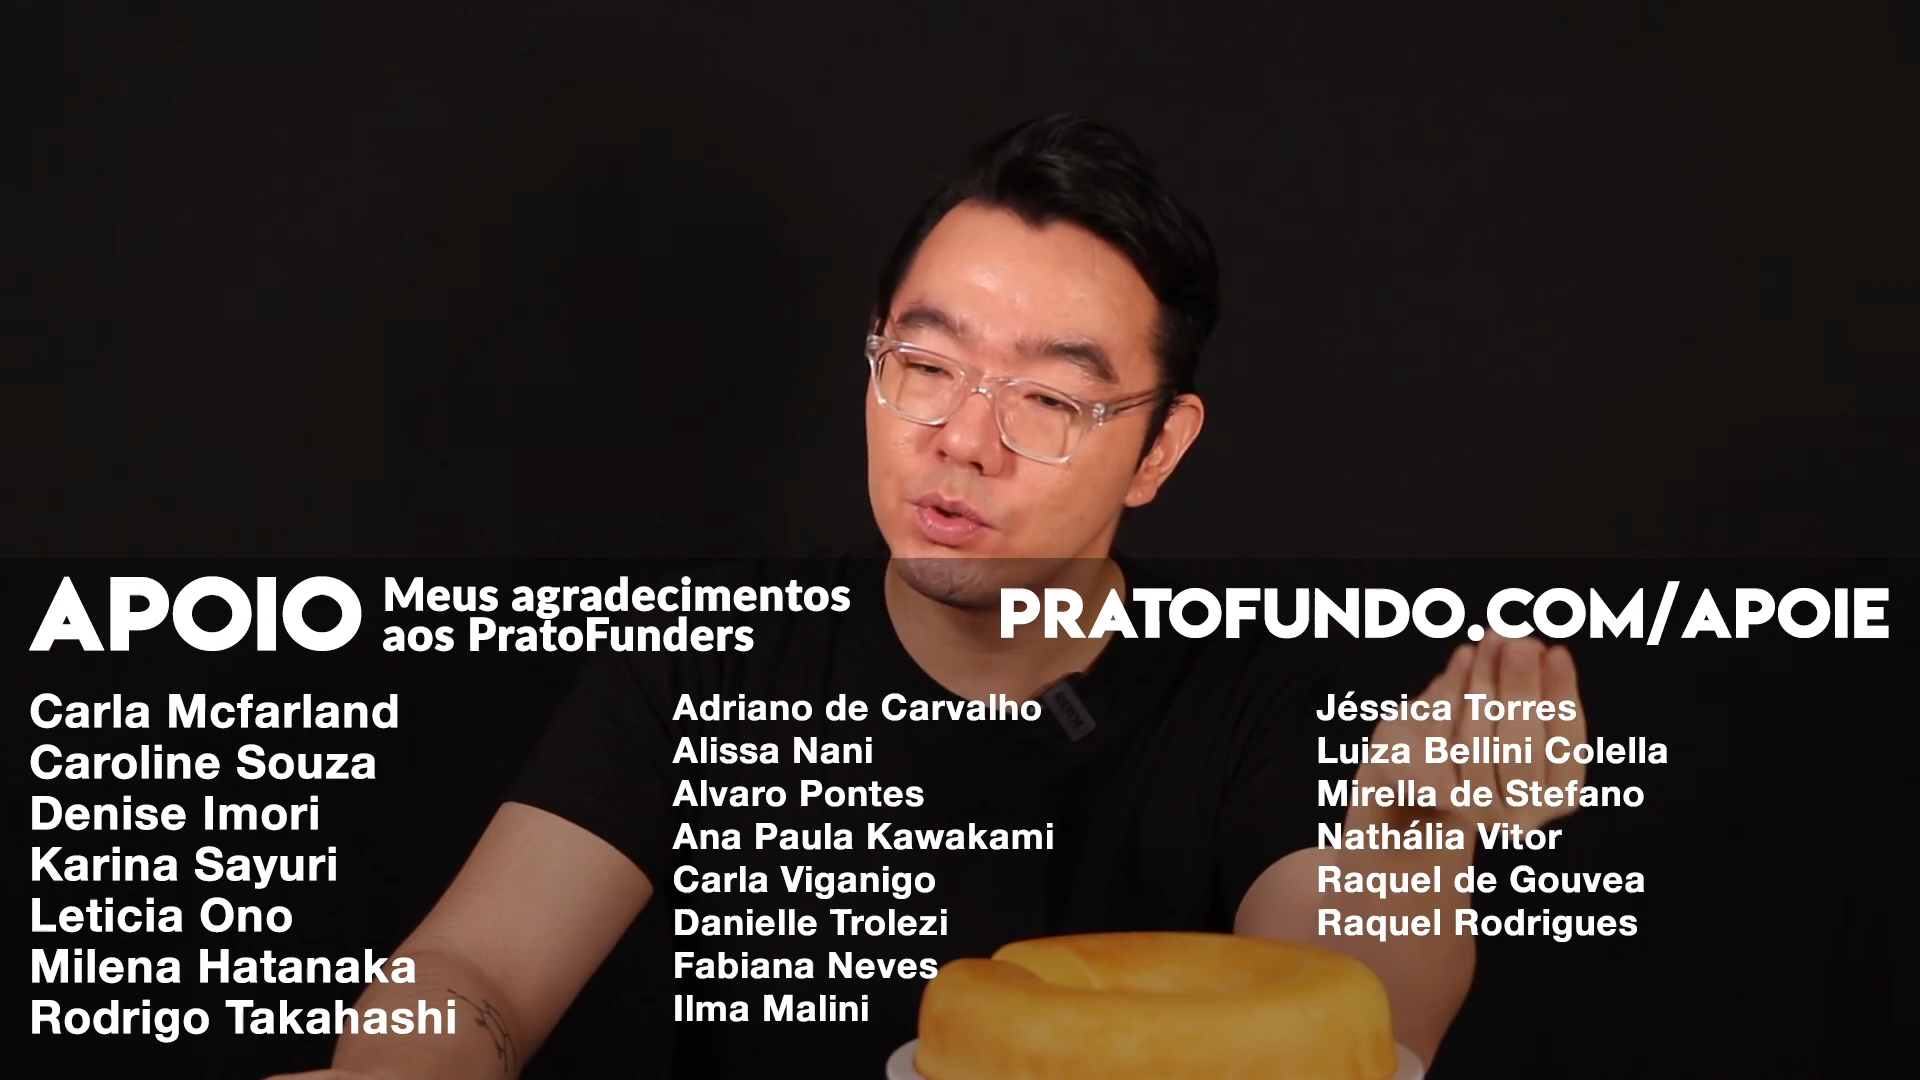 APOIO
Meus agradecimentos
aos PratoFunders
PRATOFUNDO.COM/APOIE
Carla Mcfarland
Caroline Souza
Denise Imori
Karina Sayuri
Leticia Ono
Milena Hatanaka
Rodrigo Takahashi
Adriano de Carvalho
Alissa Nani
Alvaro Pontes
Ana Paula Kawakami
Carla Viganigo
Danielle Trolezi
Fabiana Neves
Ilma Malini
Jéssica Torres
Luiza Bellini Colella
Mirella de Stefano
Nathália Vitor
Raquel de Gouvea
Raquel Rodrigues